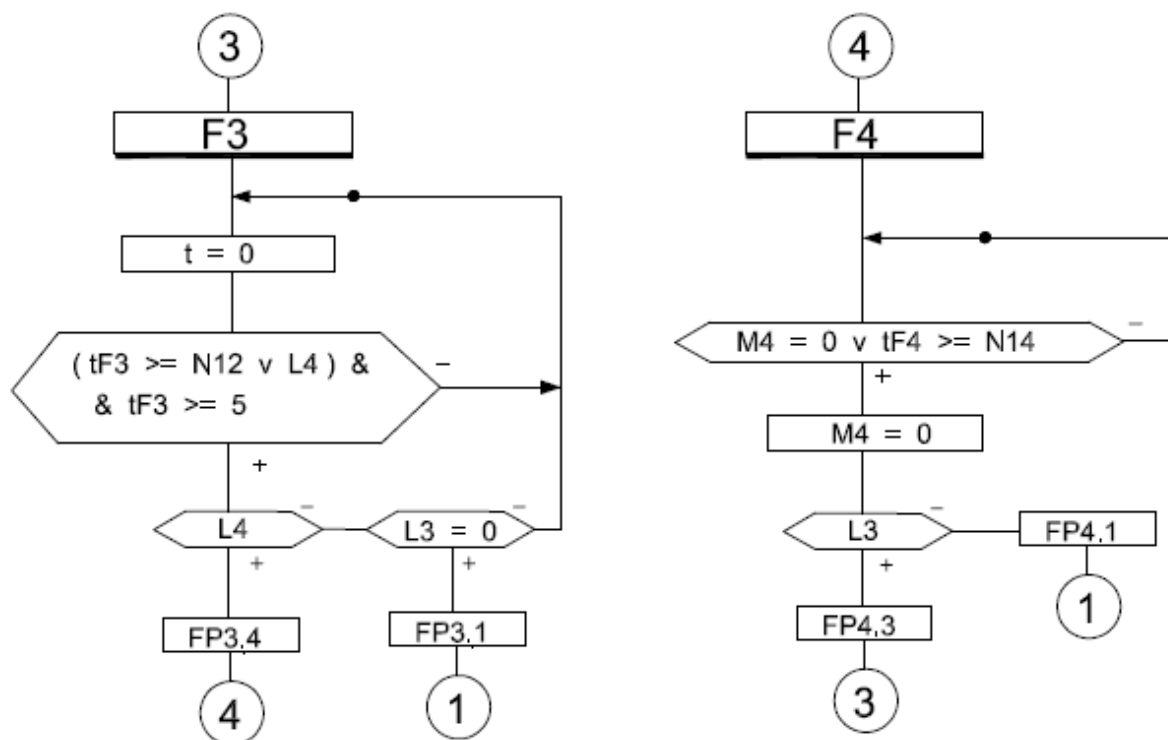 3
F3
t = 0
( tF3 >= N12 v L4 ) &
& tF3 >= 5
–
+
L4
–
+
L3 = 0
–
+
FP3,4
FP3,1
4
1
4
F4
M4 = 0 v tF4 >= N14
–
+
M4 = 0
L3
–
+
FP4,1
1
FP4,3
3